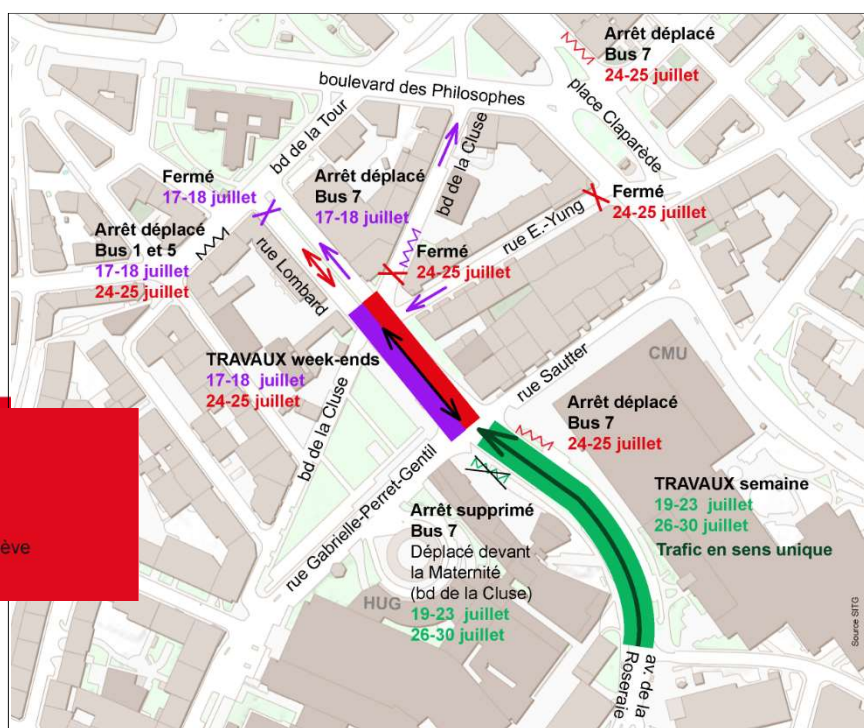 Arrêt déplacé
Bus 7
24-25 juillet
boulevard des Philosophes
place Claparède
bd de la Tour
bd de la Cluse
Fermé
17-18 juillet
Arrêt déplacé
Bus 7
17-18 juillet
Fermé
24-25 juillet
rue E.-Yung
Arrêt déplacé
Bus 1 et 5
17-18 juillet
24-25 juillet
rue Lombard
Fermé
24-25 juillet
TRAVAUX week-ends
17-18 juillet
24-25 juillet
rue Sautter
CMU
bd de la Cluse
Arrêt déplacé
Bus 7
24-25 juillet
TRAVAUX semaine
19-23 juillet
26-30 juillet
Trafic en sens unique
rue Gabrielle-Perret-Gentil
Arrêt supprimé
Bus 7
Déplacé devant
la Maternité
(bd de la Cluse)
19-23 juillet
26-30 juillet
ève
HUG
av. de la
Roseraie
Source SITG